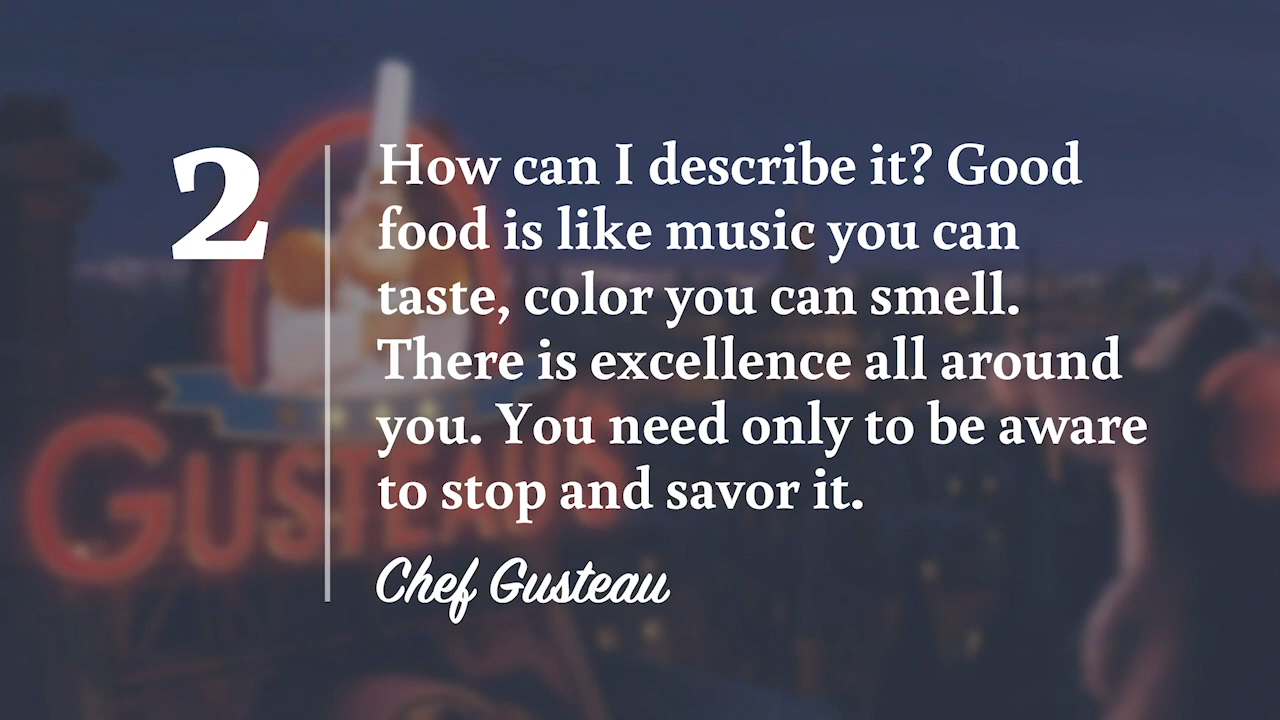 2
How can I describe it? Good
food is like music you can
taste, color you can smell.
There is excellence all around
you. You need only to be aware
to stop and savor it.
Chef Gusteau
GUSTEAU'S